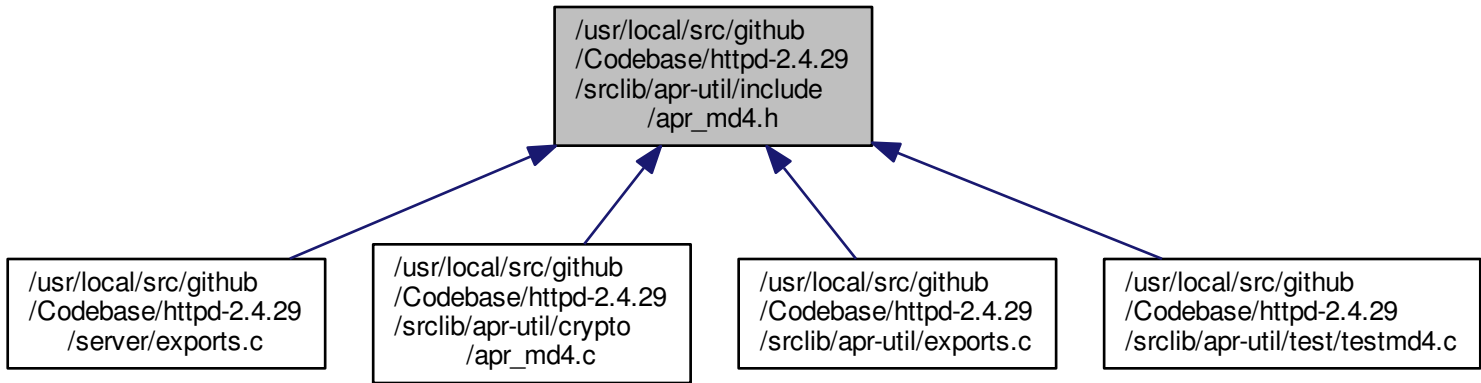 /usr/local/src/github
/Codebase/httpd-2.4.29
/srclib/apr-util/include
/apr_md4.h
/usr/local/src/github
/Codebase/httpd-2.4.29
/server/exports.c
/usr/local/src/github
/Codebase/httpd-2.4.29
/srclib/apr-util/crypto
/apr_md4.c
/usr/local/src/github
/Codebase/httpd-2.4.29
/srclib/apr-util/exports.c
/usr/local/src/github
/Codebase/httpd-2.4.29
/srclib/apr-util/test/testmd4.c